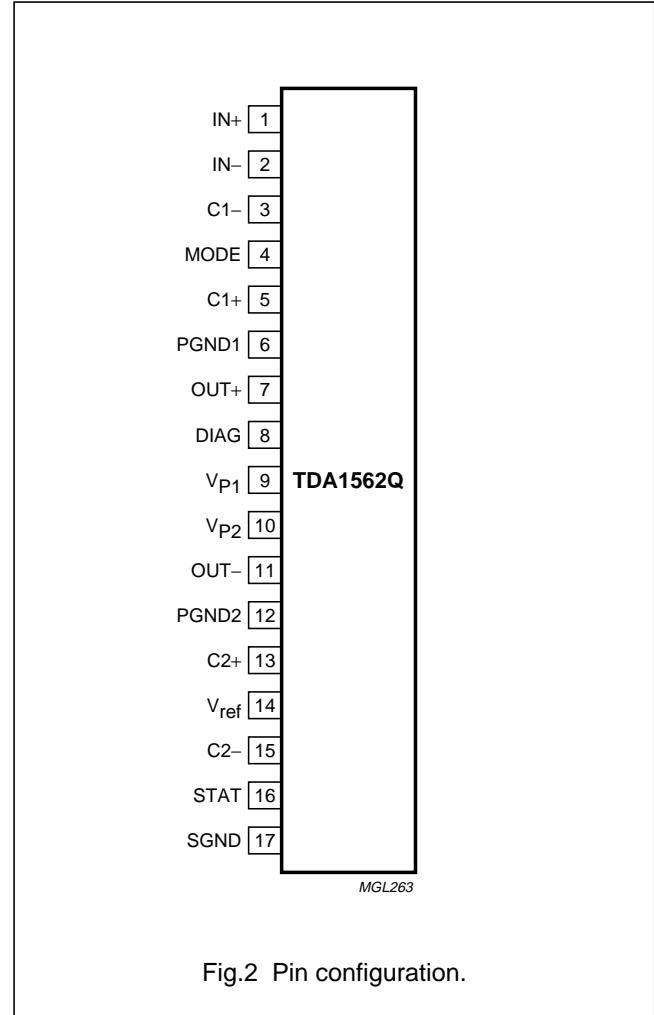 IN+ 1
IN− 2
C1− 3
MODE 4
C1+ 5
PGND1 6
OUT+ 7
DIAG 8
VP1 9 TDA1562Q
VP2 10
OUT− 11
PGND2 12
C2+ 13
Vref 14
C2− 15
STAT 16
SGND 17
MGL263
Fig.2 Pin configuration.